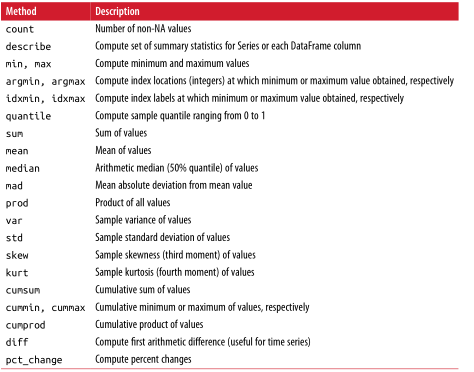 Method Description
count Number of non-NA values
describe Compute set of summary statistics for Series or each DataFrame column
min, max Compute minimum and maximum values
argmin, argmax Compute index locations (integers) at which minimum or maximum value obtained, respectively
idxmin, idxmax Compute index labels at which minimum or maximum value obtained, respectively
quantile Compute sample quantile ranging from 0 to 1
sum Sum of values
mean Mean of values
median Arithmetic median (50% quantile) of values
mad Mean absolute deviation from mean value
prod Product of all values
var Sample variance of values
std Sample standard deviation of values
skew Sample skewness (third moment) of values
kurt Sample kurtosis (fourth moment) of values
cumsum Cumulative sum of values
cummin, cummax Cumulative minimum or maximum of values, respectively
cumprod Cumulative product of values
diff Compute first arithmetic difference (useful for time series)
pct_change Compute percent changes